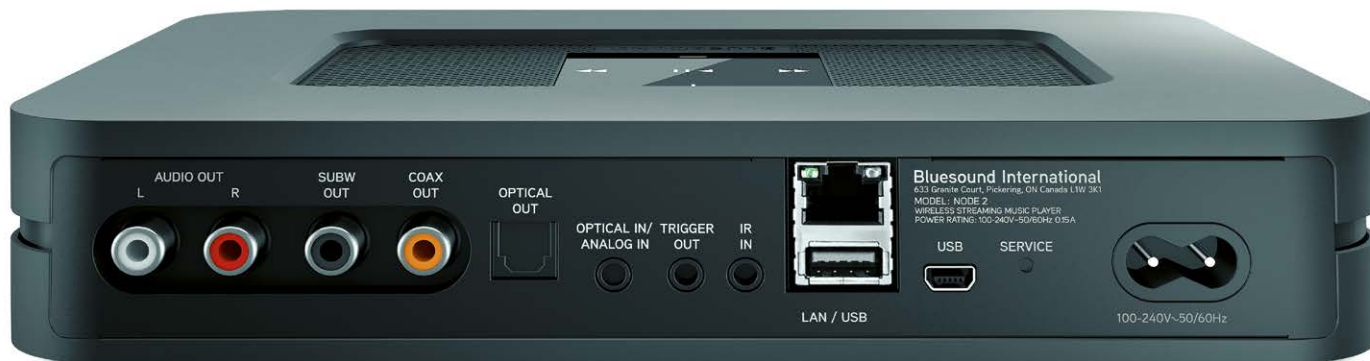 AUDIO OUT
L
R
SUBW
OUT
COAX
OUT
OPTICAL
OUT
OPTICAL IN/
ANALOG IN
TRIGGER
OUT
IR
IN
LAN / USB
Bluesound International
633 Granite Court, Pickering, ON Canada L1W 3K1
MODEL: NODE 2
WIRELESS STREAMING MUSIC PLAYER
POWER RATING: 100-240V~50/60Hz 0.15A
USB
SERVICE
100-240V~50/60Hz